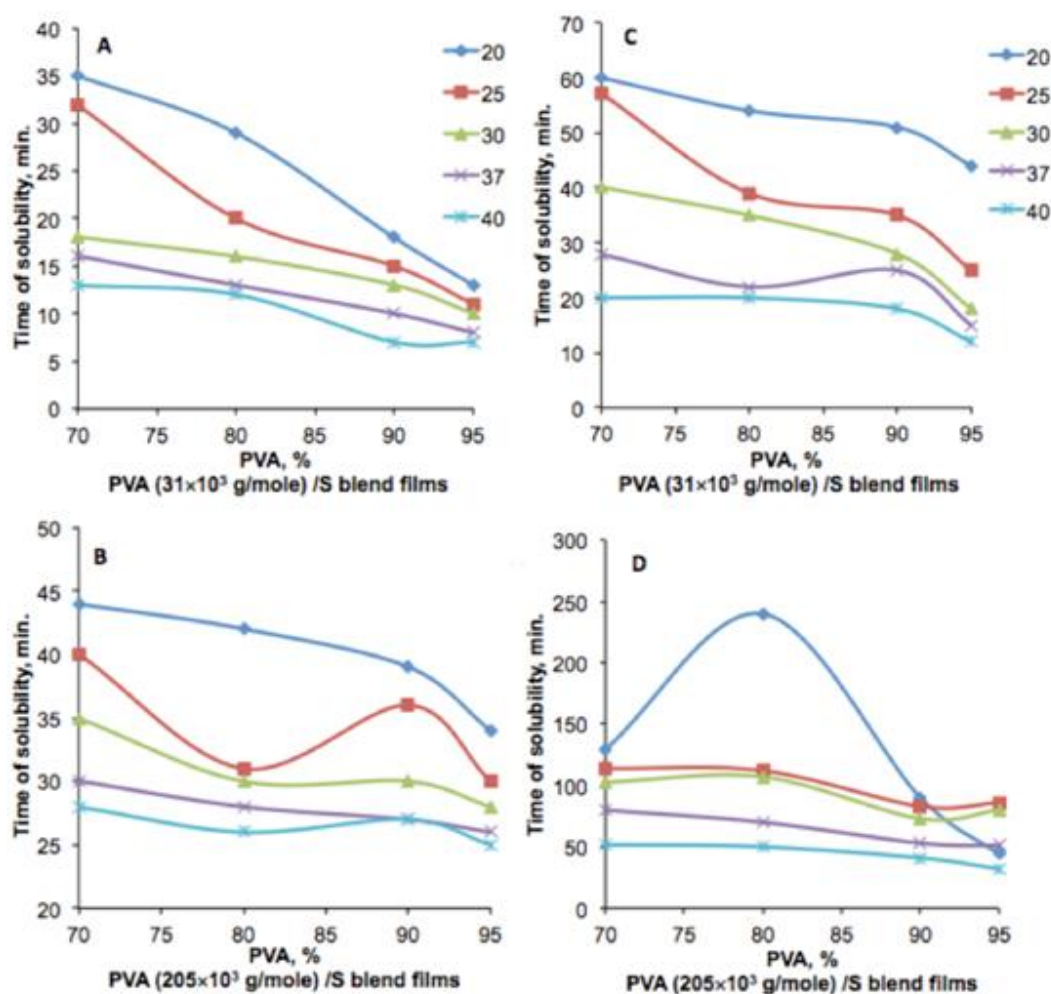 A
40
35
30
25
20
15
10
5
0
Time of solubility, min.
70 75 80 85 90 95
PVA, %
PVA (31×10³ g/mole) /S blend films
20
25
30
37
40
C
70
60
50
40
30
20
10
0
Time of solubility, min.
70 75 80 85 90 95
PVA, %
PVA (31×10³ g/mole) /S blend films
20
25
30
37
40
B
50
45
40
35
30
25
20
Time of solubility, min.
70 75 80 85 90 95
PVA, %
PVA (205×10³ g/mole) /S blend films
D
300
250
200
150
100
50
0
Time of solubility, min.
70 75 80 85 90 95
PVA, %
PVA (205×10³ g/mole) /S blend films